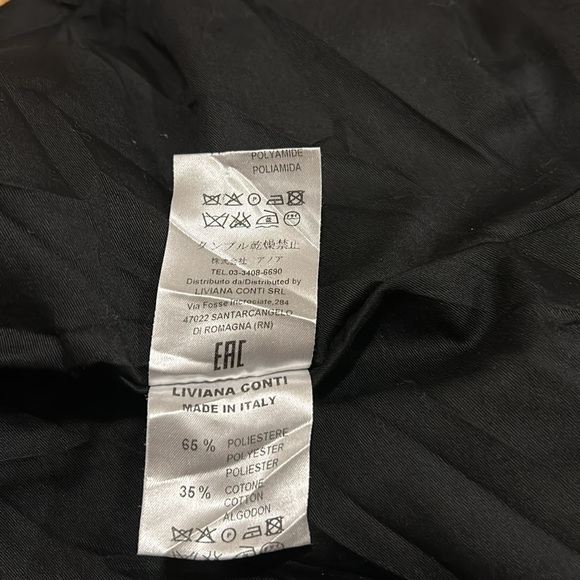 POLYAMIDE
POLIAMIDA
タンブル乾燥禁止
株式会社 アノア
TEL.03-3408-6690
Distribuito da/Distributed by
LIVIANA CONTI SRL
Via Fosse Incrociate,284
47022 SANTARCANGELO
DI ROMAGNA (RN)
EAC
LIVIANA CONTI
MADE IN ITALY
65 % POLIESTERE
POLYESTER
POLIESTER
35 % COTONE
COTTON
ALGODON